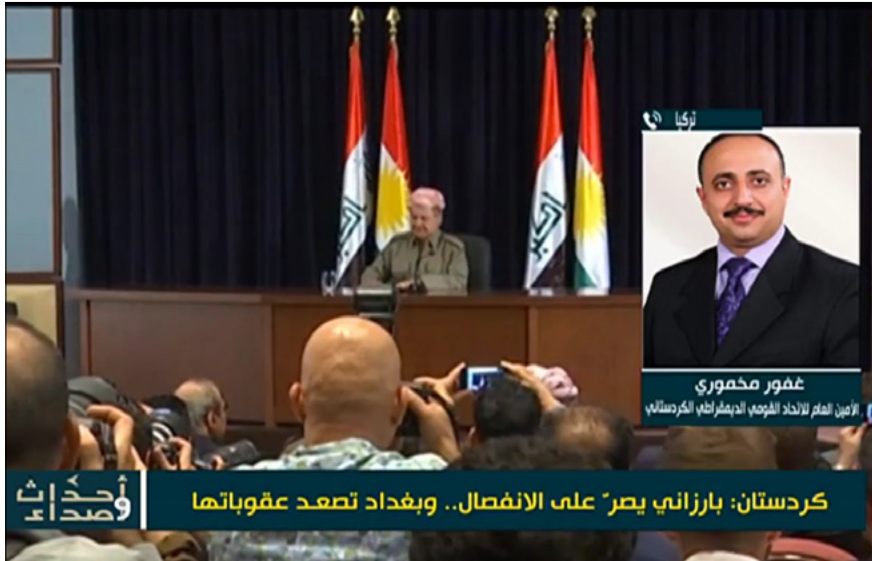 تركيا
غفور مخموري
الأمين العام للاتحاد القومي الديمقراطي الكردستاني
كردستان: بارزاني يصرّ على الانفصال.. وبغداد تصعد عقوباتها
أحداث
وأصداء